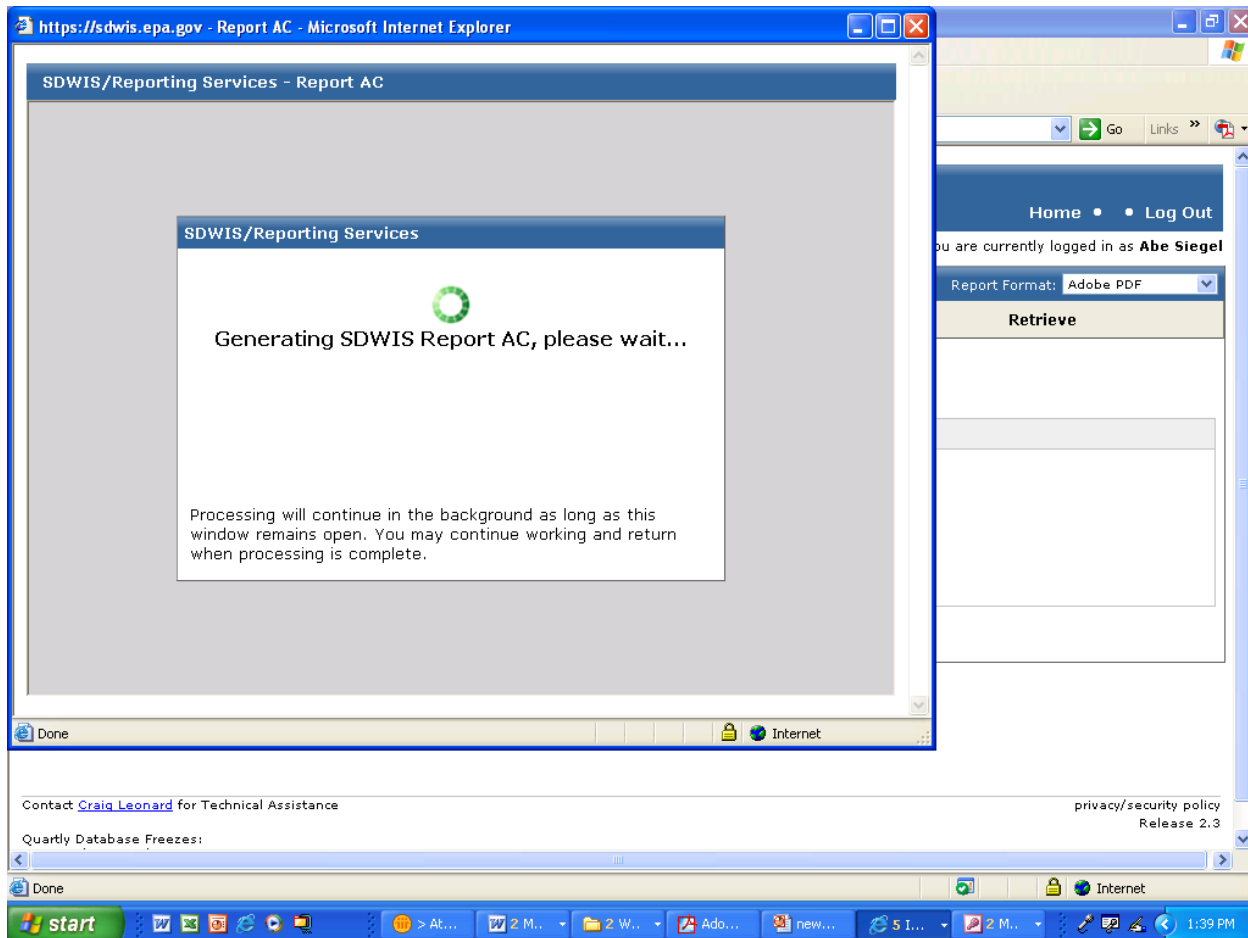 https://sdwis.epa.gov - Report AC - Microsoft Internet Explorer
SDWIS/Reporting Services - Report AC
SDWIS/Reporting Services
Generating SDWIS Report AC, please wait...
Processing will continue in the background as long as this
window remains open. You may continue working and return
when processing is complete.
Done
Internet
Go
Links »
Home • • Log Out
ou are currently logged in as Abe Siegel
Report Format: Adobe PDF
Retrieve
Contact Craig Leonard for Technical Assistance
privacy/security policy
Release 2.3
Quartly Database Freezes:
Done
Internet
start
> At...
2 M..
2 W..
Ado...
new...
5 I...
2 M..
1:39 PM